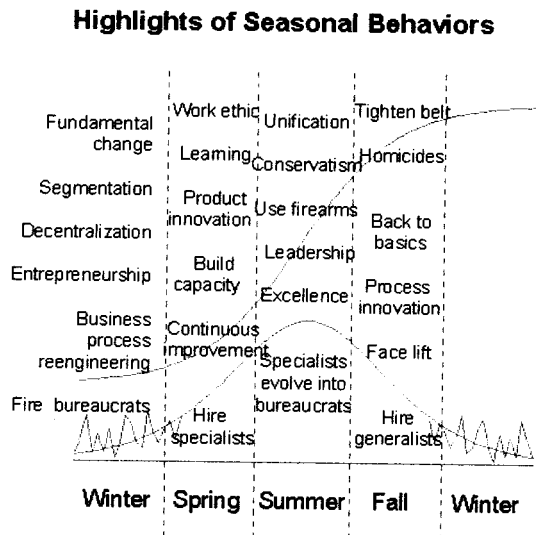 Highlights of Seasonal Behaviors
Fundamental
change
Segmentation
Decentralization
Entrepreneurship
Business
process
reengineering
Fire bureaucrats
Work ethic
Learning
Product
innovation
Build
capacity
Continuous
improvement
Hire
specialists
Unification
Conservatism
Use firearms
Leadership
Excellence
Specialists
evolve into
bureaucrats
Tighten belt
Homicides
Back to
basics
Process
innovation
Face lift
Hire
generalists
Winter
Spring
Summer
Fall
Winter